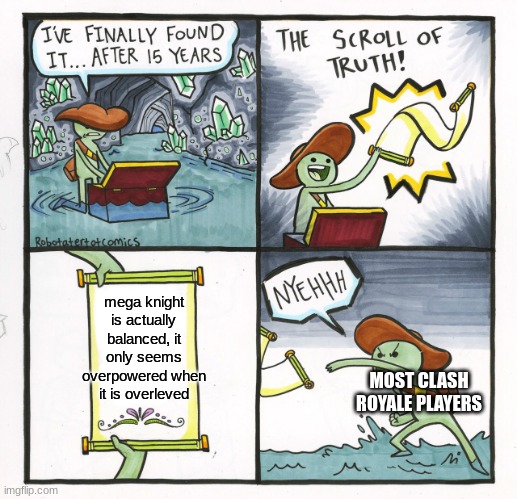 I'VE FINALLY FOUND
IT... AFTER 15 YEARS
THE SCROLL OF
TRUTH!
Robotatertotcomics
mega knight
is actually
balanced, it
only seems
overpowered when
it is overleved
NYEHHH
MOST CLASH
ROYALE PLAYERS
imgflip.com